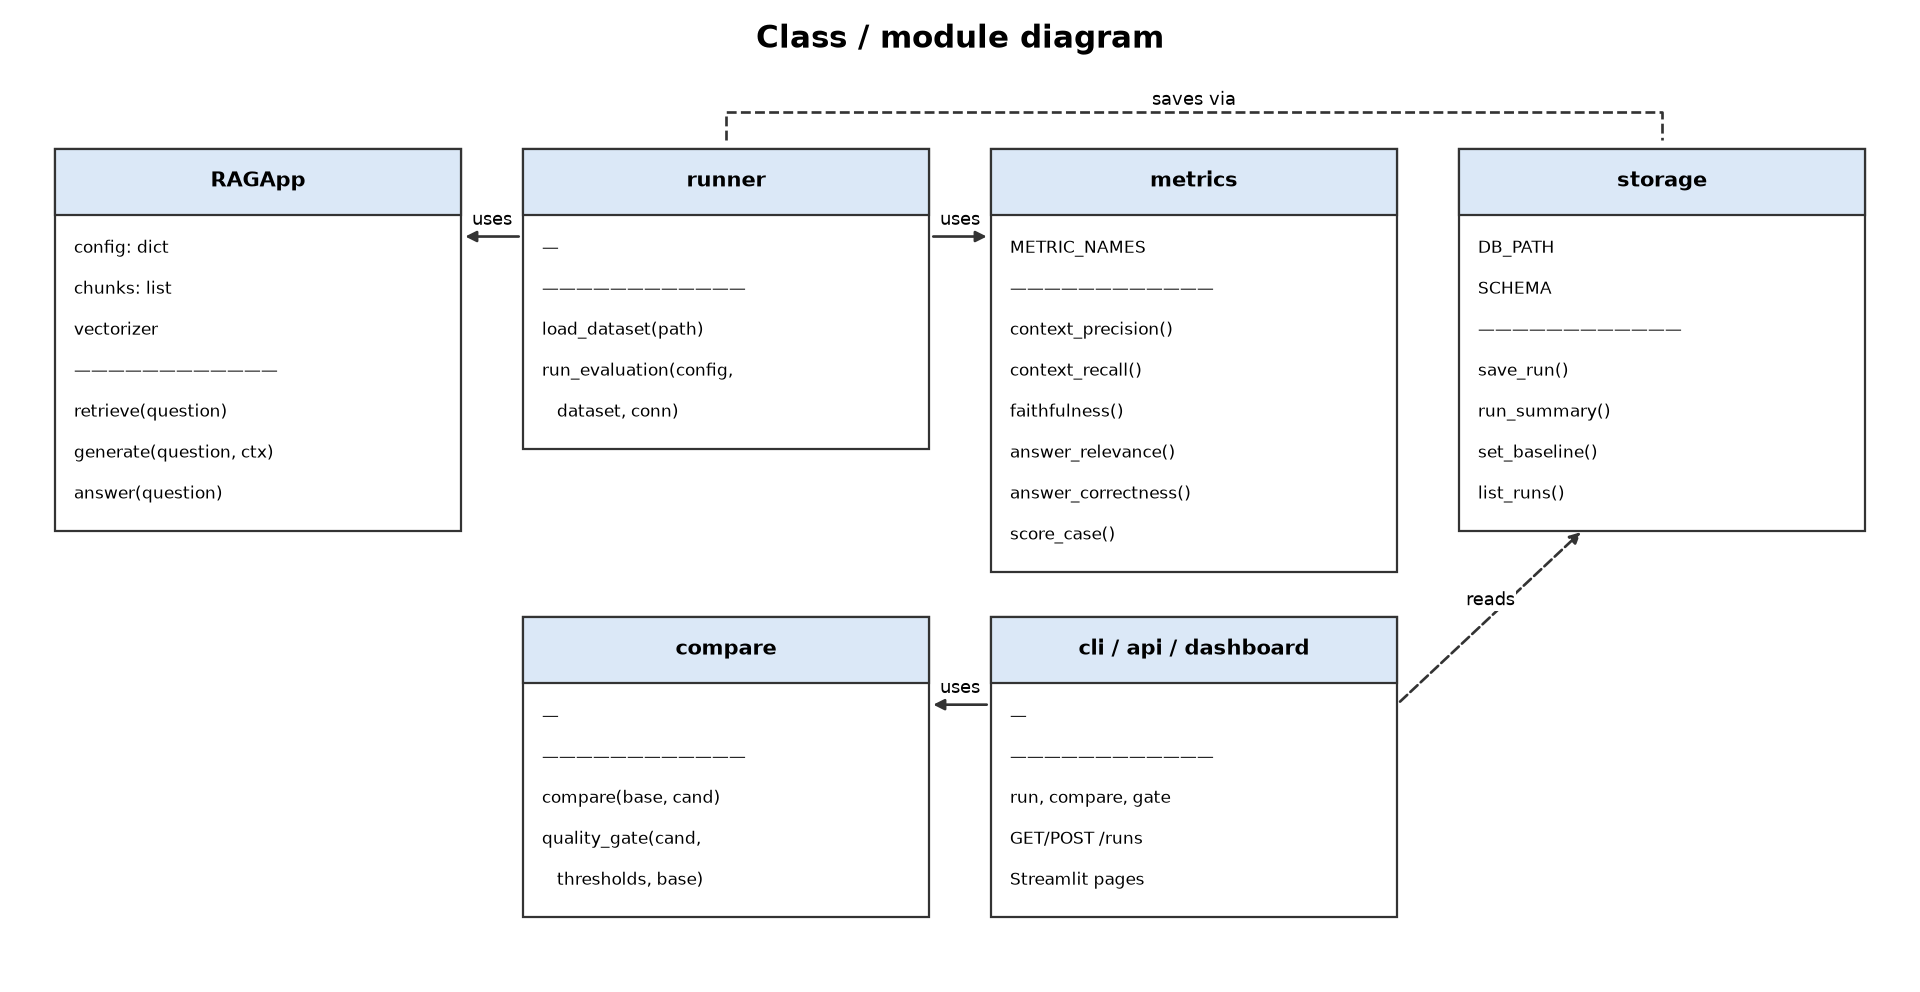 Class / module diagram
saves via
RAGApp
config: dict
chunks: list
vectorizer
————————————
retrieve(question)
generate(question, ctx)
answer(question)
uses
runner
—
————————————
load_dataset(path)
run_evaluation(config,
dataset, conn)
uses
metrics
METRIC_NAMES
————————————
context_precision()
context_recall()
faithfulness()
answer_relevance()
answer_correctness()
score_case()
storage
DB_PATH
SCHEMA
————————————
save_run()
run_summary()
set_baseline()
list_runs()
reads
compare
—
————————————
compare(base, cand)
quality_gate(cand,
thresholds, base)
uses
cli / api / dashboard
—
————————————
run, compare, gate
GET/POST /runs
Streamlit pages